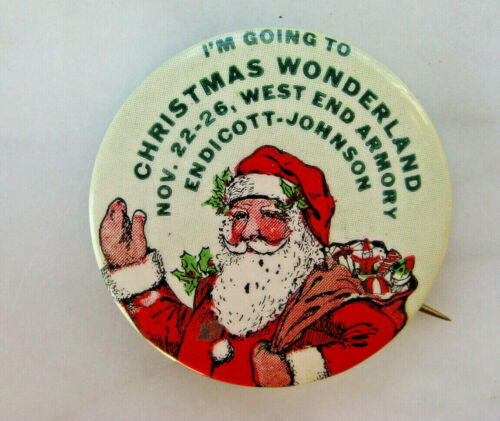 I'M GOING TO
CHRISTMAS WONDERLAND
NOV. 22-26, WEST END ARMORY
ENDICOTT-JOHNSON